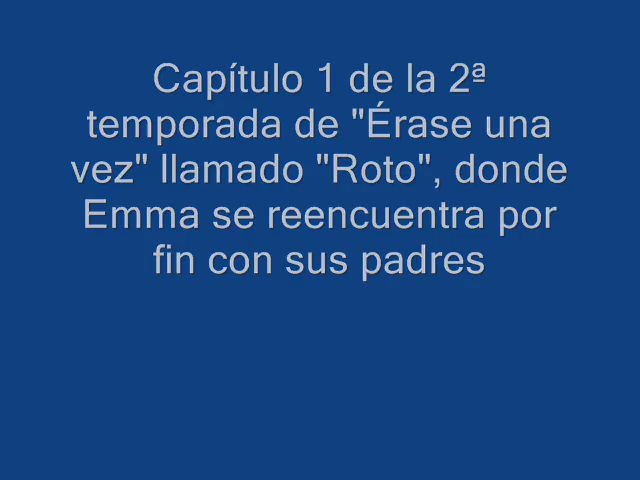 Capítulo 1 de la 2ª
temporada de "Érase una
vez" llamado "Roto", donde
Emma se reencuentra por
fin con sus padres